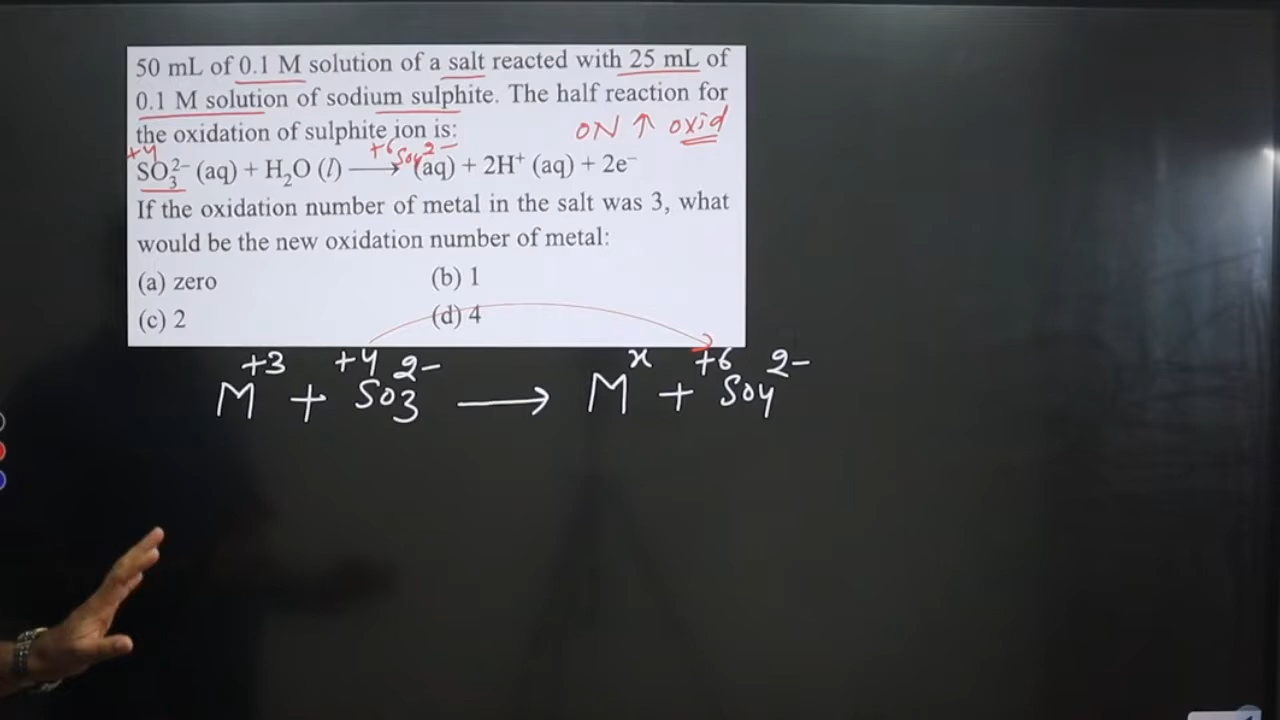 50 mL of 0.1 M solution of a salt reacted with 25 mL of
0.1 M solution of sodium sulphite. The half reaction for
the oxidation of sulphite ion is: ON ↑ oxid
+4 +6 SO4 2−
SO₃²⁻ (aq) + H₂O (l) ⟶ (aq) + 2H⁺ (aq) + 2e⁻
If the oxidation number of metal in the salt was 3, what
would be the new oxidation number of metal:
(a) zero (b) 1
(c) 2 (d) 4
+3 +4 2− x +6 2−
M + SO3 ⟶ M + SO4